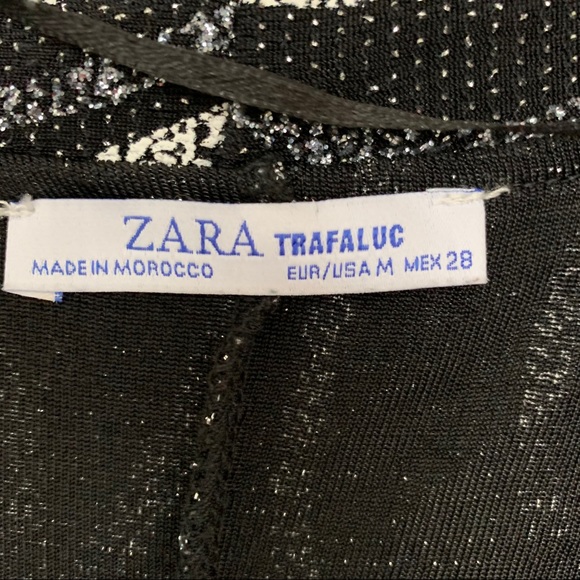 ZARA TRAFALUC
MADE IN MOROCCO EUR/USA M MEX 28